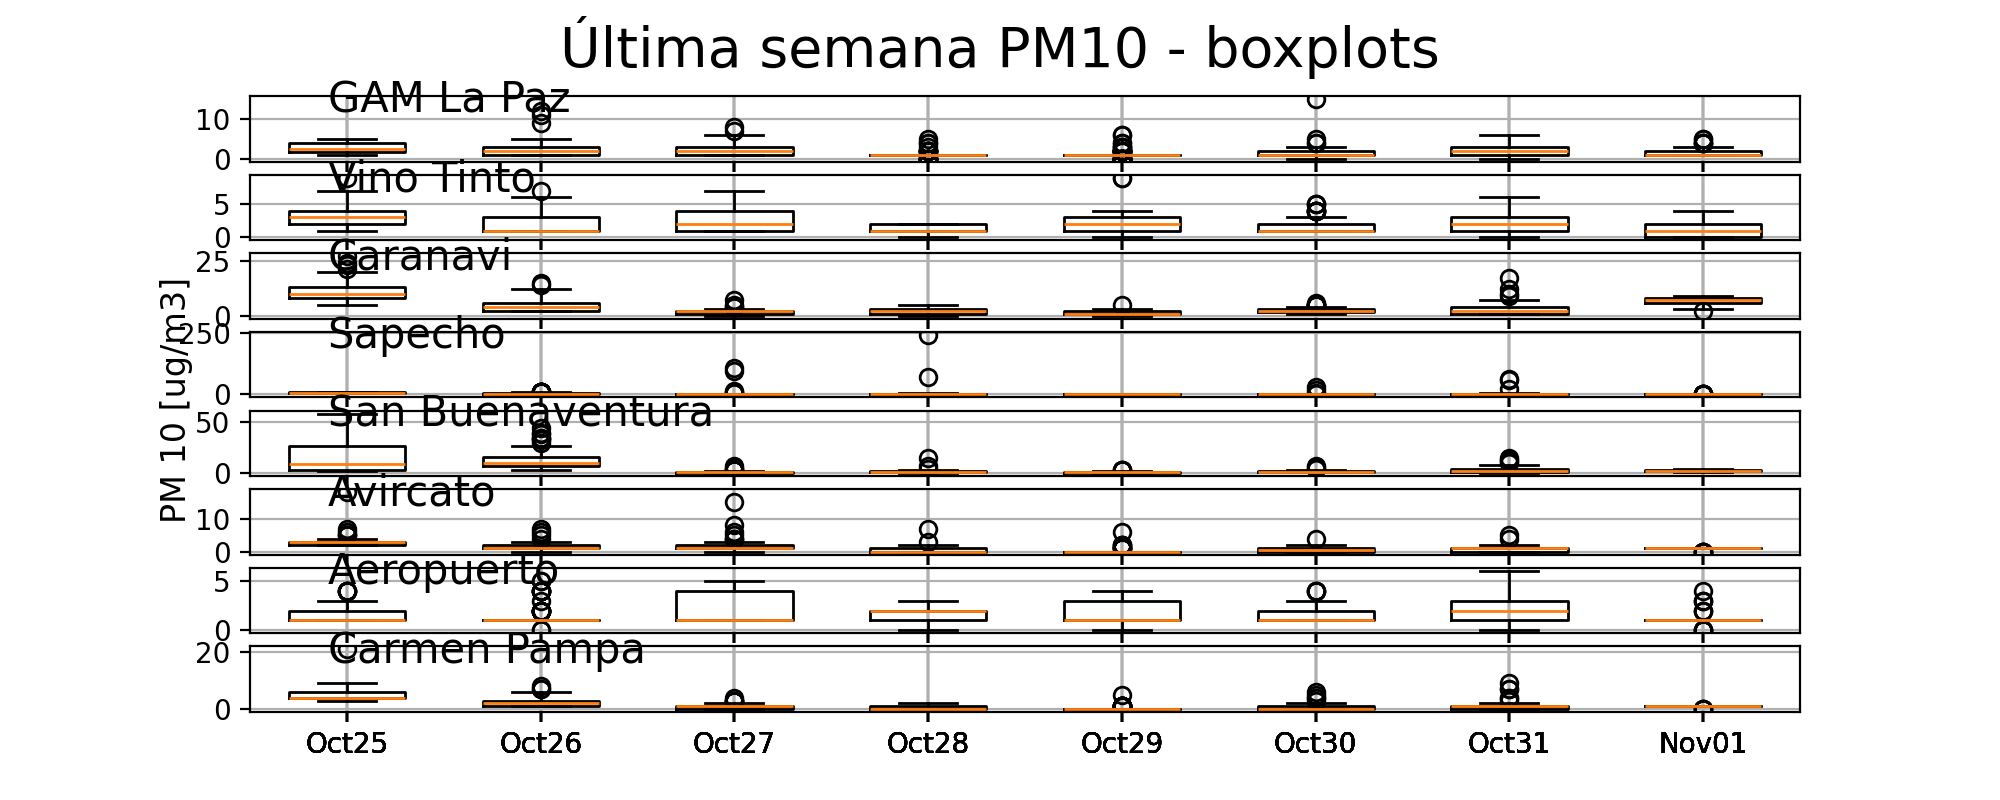 Última semana PM10 - boxplots
PM 10 [ug/m3]
GAM La Paz
10
0
Vino Tinto
5
0
Caranavi
25
0
Sapecho
250
0
San Buenaventura
50
0
Avircato
10
0
Aeropuerto
5
0
Carmen Pampa
20
0
Oct25 Oct26 Oct27 Oct28 Oct29 Oct30 Oct31 Nov01